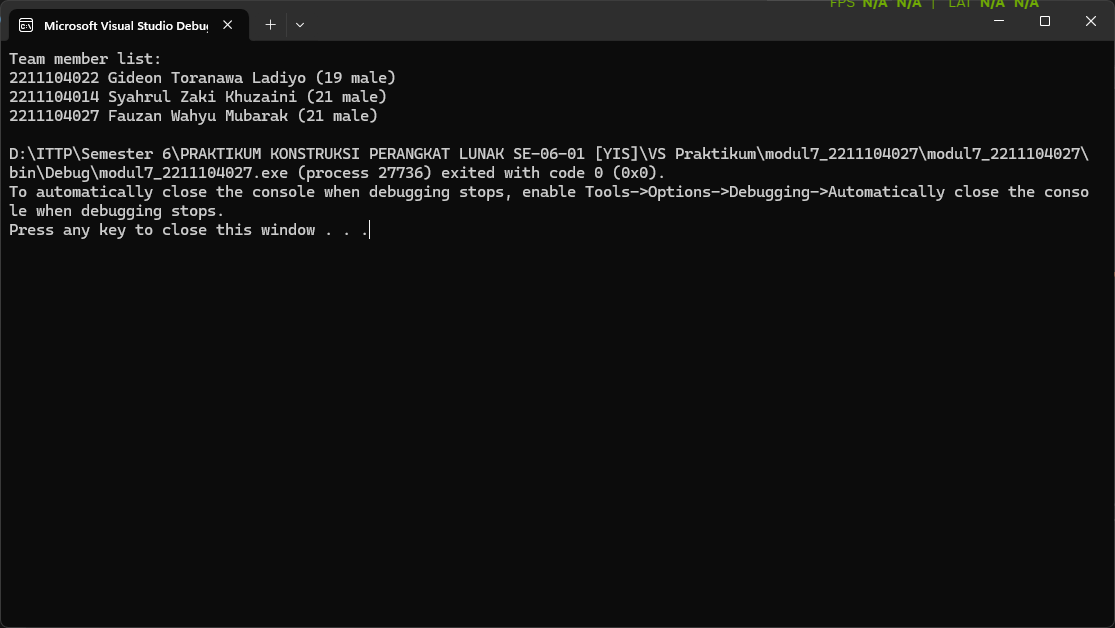 FPS N/A N/A | LAT N/A N/A
Microsoft Visual Studio Debug
Team member list:
2211104022 Gideon Toranawa Ladiyo (19 male)
2211104014 Syahrul Zaki Khuzaini (21 male)
2211104027 Fauzan Wahyu Mubarak (21 male)
D:\ITTP\Semester 6\PRAKTIKUM KONSTRUKSI PERANGKAT LUNAK SE-06-01 [YIS]\VS Praktikum\modul7_2211104027\modul7_2211104027\
bin\Debug\modul7_2211104027.exe (process 27736) exited with code 0 (0x0).
To automatically close the console when debugging stops, enable Tools->Options->Debugging->Automatically close the conso
le when debugging stops.
Press any key to close this window . . .